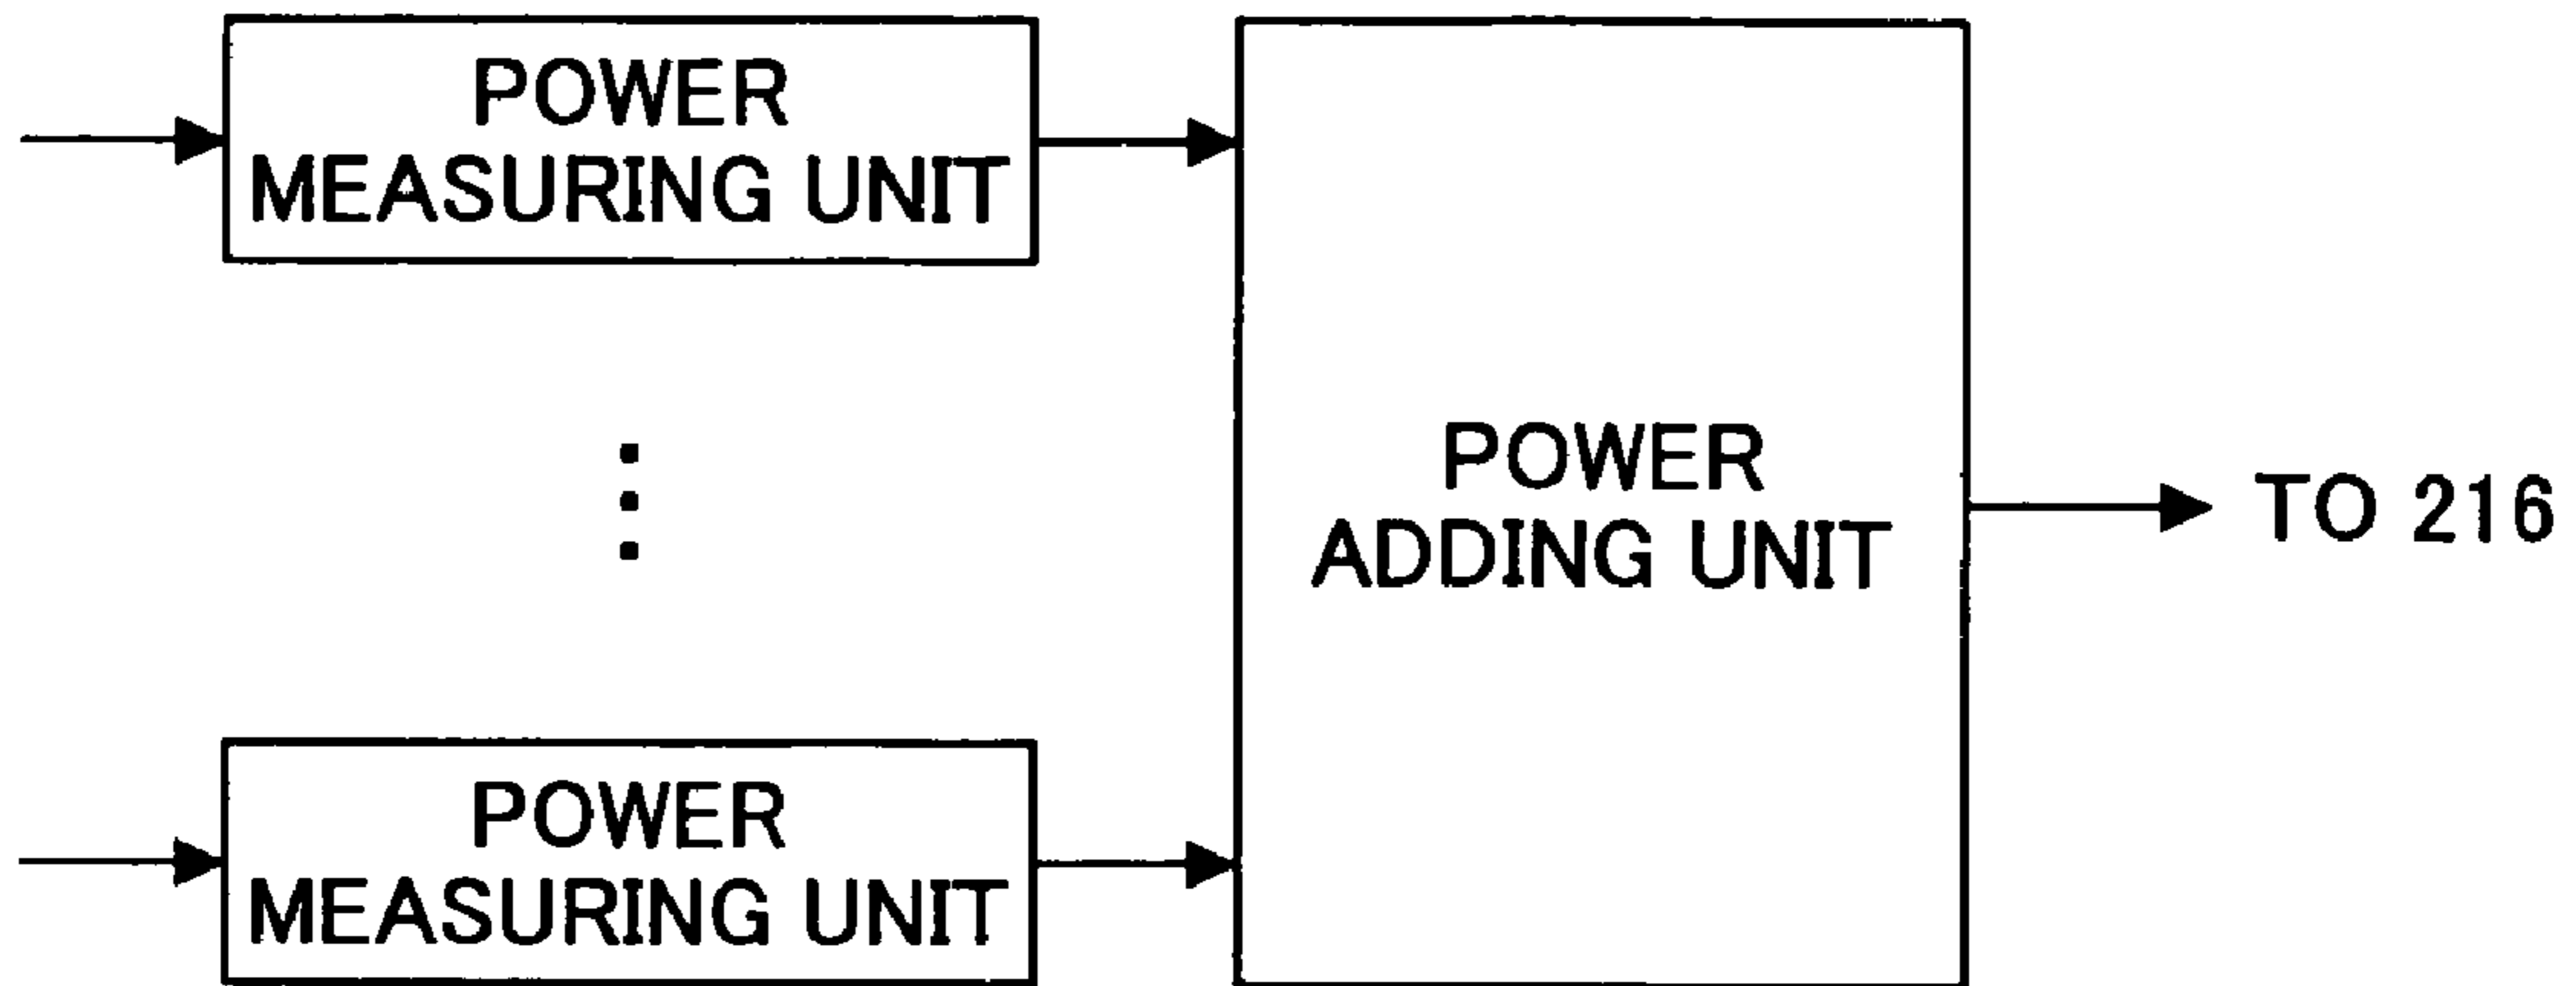 POWER
MEASURING UNIT
POWER
ADDING UNIT
TO 216
POWER
MEASURING UNIT